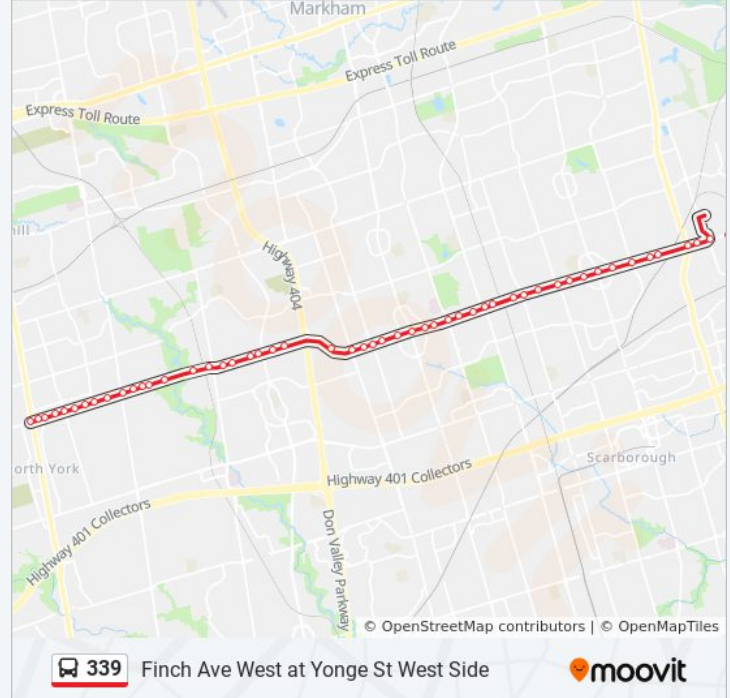 Markham
Express Toll Route
Express Toll Route
ill
Highway 404
orth York
Scarborough
Highway 401 Collectors
Highway 401 Collectors
Don Valley Parkway
© OpenStreetMap contributors | © OpenMapTiles
339 Finch Ave West at Yonge St West Side
moovit